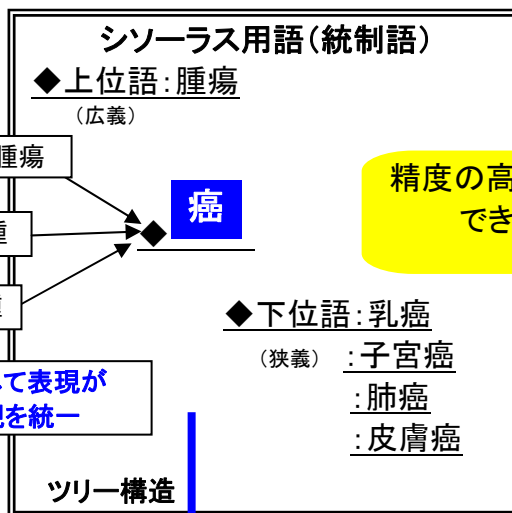 シソーラス用語(統制語)
◆上位語:腫瘍
(広義)
腫瘍
癌
◆
精度の高
でき
◆下位語:乳癌
(狭義) :子宮癌
:肺癌
:皮膚癌
て表現が
を統一
ツリー構造